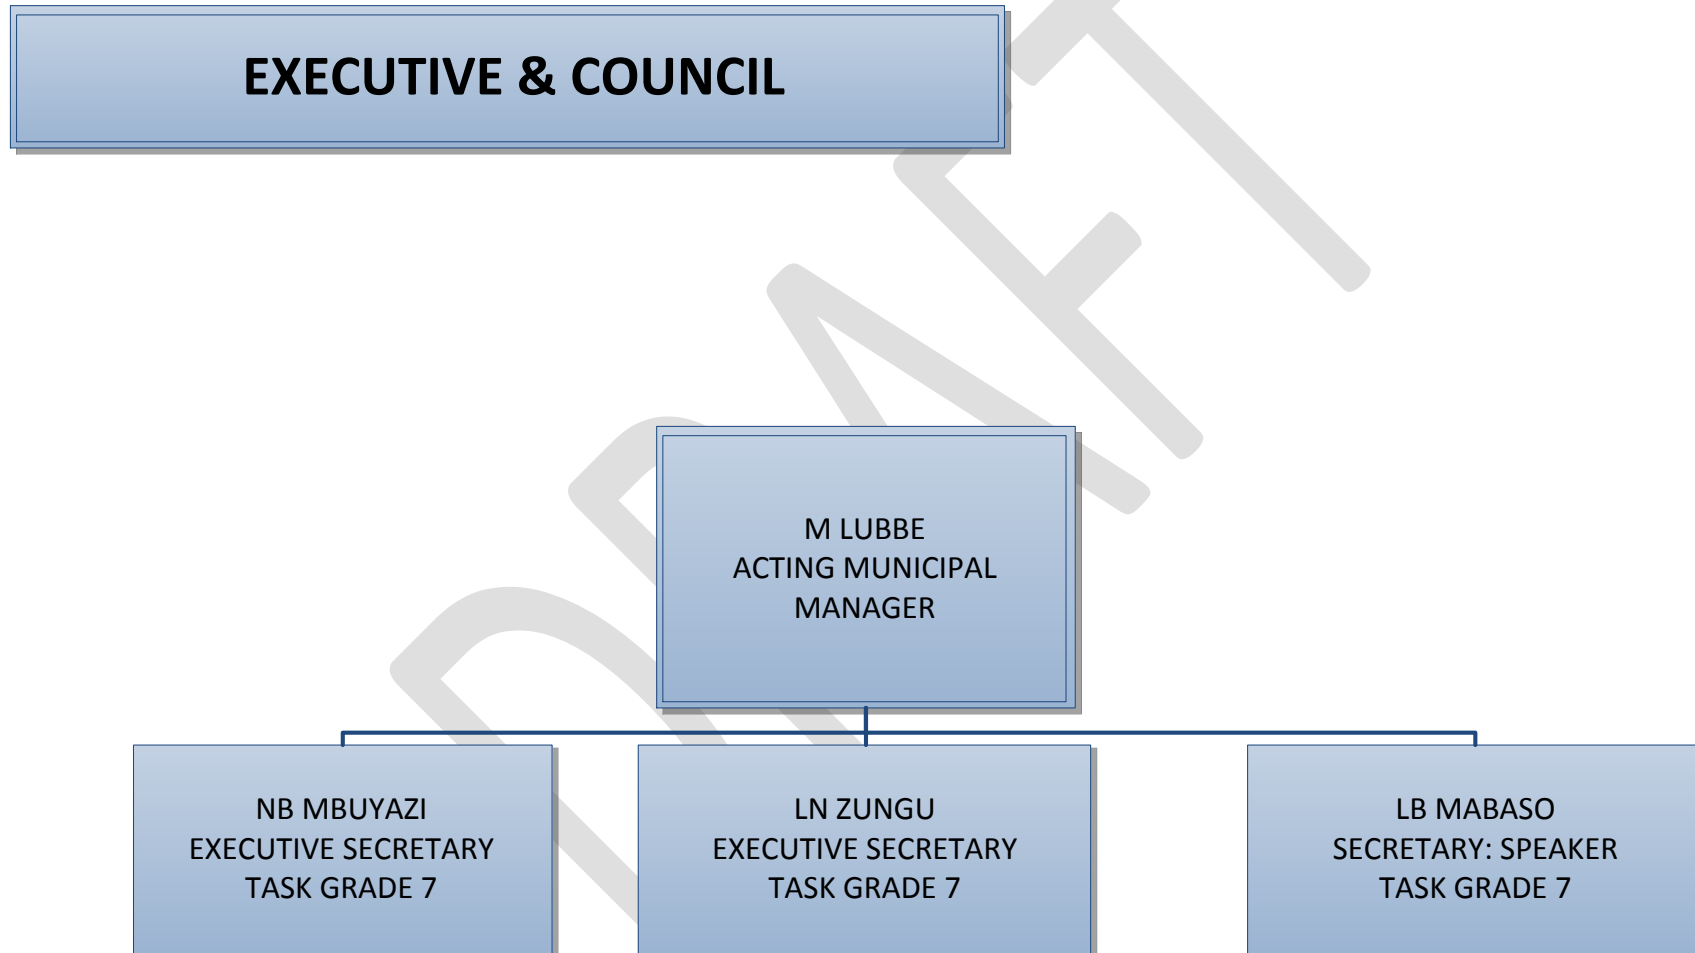 EXECUTIVE & COUNCIL
DRAFT
M LUBBE
ACTING MUNICIPAL
MANAGER
NB MBUYAZI
EXECUTIVE SECRETARY
TASK GRADE 7
LN ZUNGU
EXECUTIVE SECRETARY
TASK GRADE 7
LB MABASO
SECRETARY: SPEAKER
TASK GRADE 7